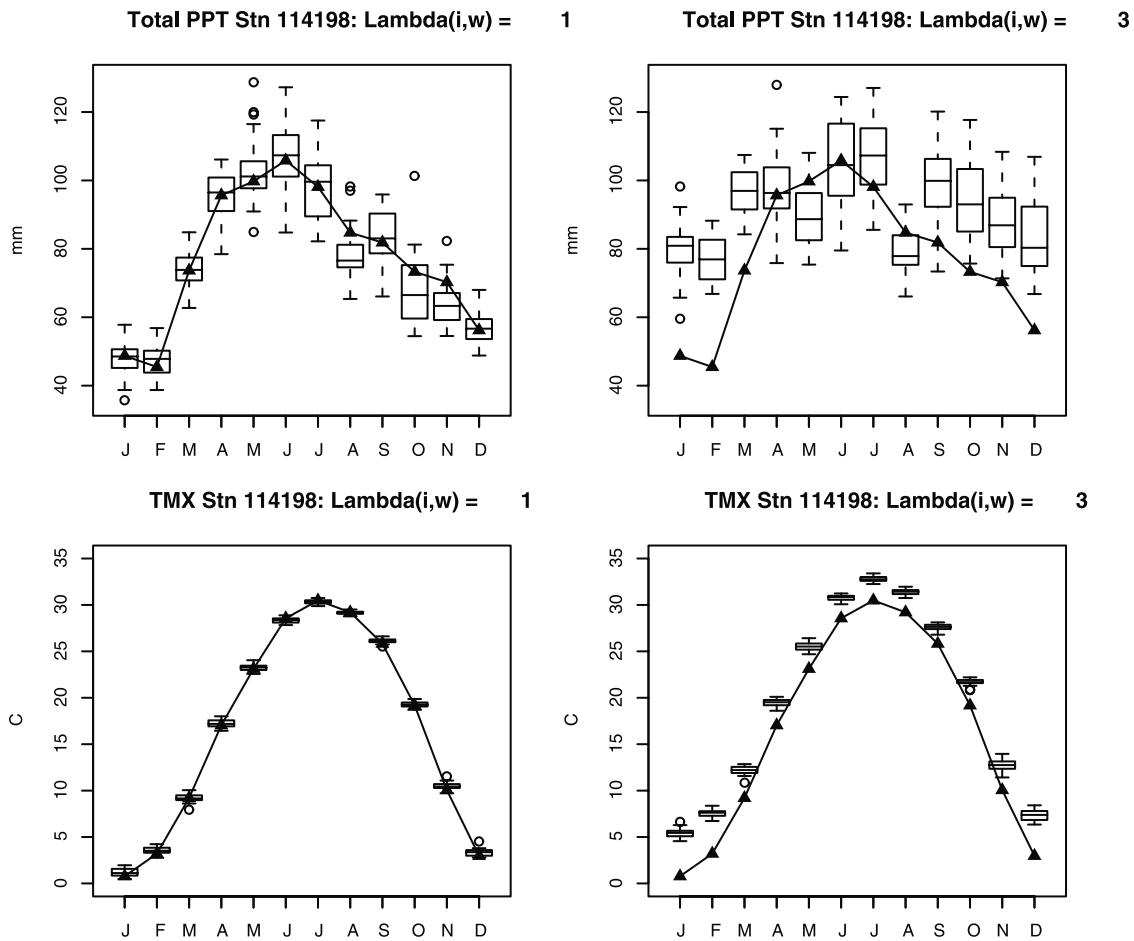 Total PPT Stn 114198: Lambda(i,w) = 1
mm
120
100
80
60
40
J F M A M J J A S O N D
Total PPT Stn 114198: Lambda(i,w) = 3
mm
120
100
80
60
40
J F M A M J J A S O N D
TMX Stn 114198: Lambda(i,w) = 1
C
35
30
25
20
15
10
5
0
J F M A M J J A S O N D
TMX Stn 114198: Lambda(i,w) = 3
C
35
30
25
20
15
10
5
0
J F M A M J J A S O N D